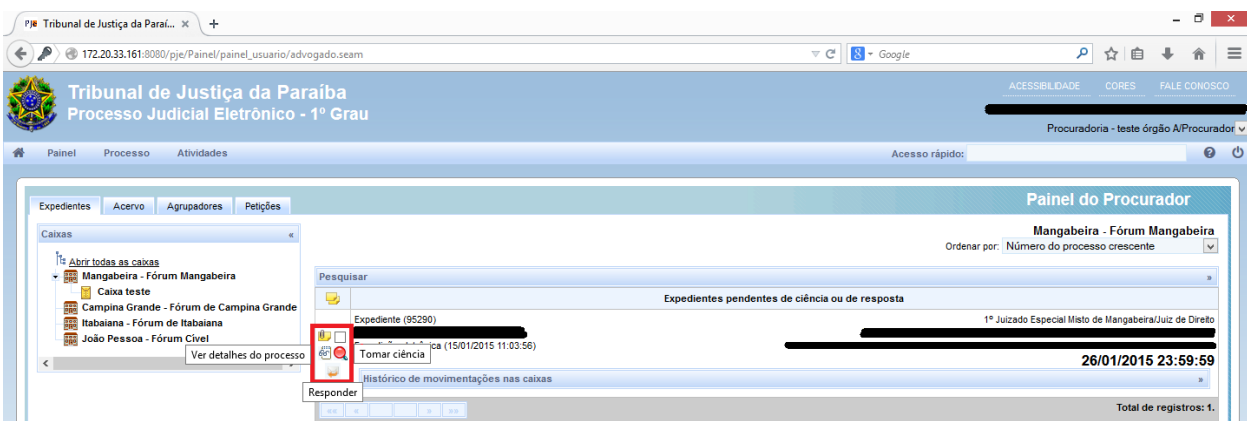 PJe Tribunal de Justiça da Paraí... × +
172.20.33.161:8080/pje/Painel/painel_usuario/advogado.seam
Google
ACESSIBILIDADE CORES FALE CONOSCO
Tribunal de Justiça da Paraíba
Processo Judicial Eletrônico - 1º Grau
Procuradoria - teste órgão A/Procurador
Painel Processo Atividades
Acesso rápido:
Expedientes Acervo Agrupadores Petições
Painel do Procurador
Caixas «
Mangabeira - Fórum Mangabeira
Ordenar por: Número do processo crescente
Abrir todas as caixas
Mangabeira - Fórum Mangabeira
Caixa teste
Campina Grande - Fórum de Campina Grande
Itabaiana - Fórum de Itabaiana
João Pessoa - Fórum Cível
Pesquisar »
Expedientes pendentes de ciência ou de resposta
Expediente (95290)
1º Juizado Especial Misto de Mangabeira/Juiz de Direito
(15/01/2015 11:03:56)
Ver detalhes do processo
Tomar ciência
26/01/2015 23:59:59
Histórico de movimentações nas caixas »
Responder
«« « » »»
Total de registros: 1.